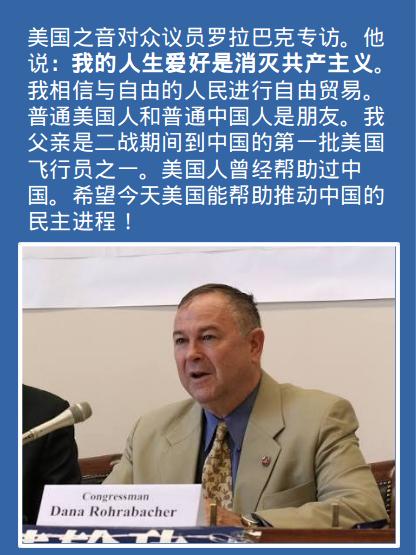 美国之音对众议员罗拉巴克专访。他
说：我的人生爱好是消灭共产主义。
我相信与自由的人民进行自由贸易。
普通美国人和普通中国人是朋友。我
父亲是二战期间到中国的第一批美国
飞行员之一。美国人曾经帮助过中
国。希望今天美国能帮助推动中国的
民主进程 ！
Congressman
Dana Rohrabacher